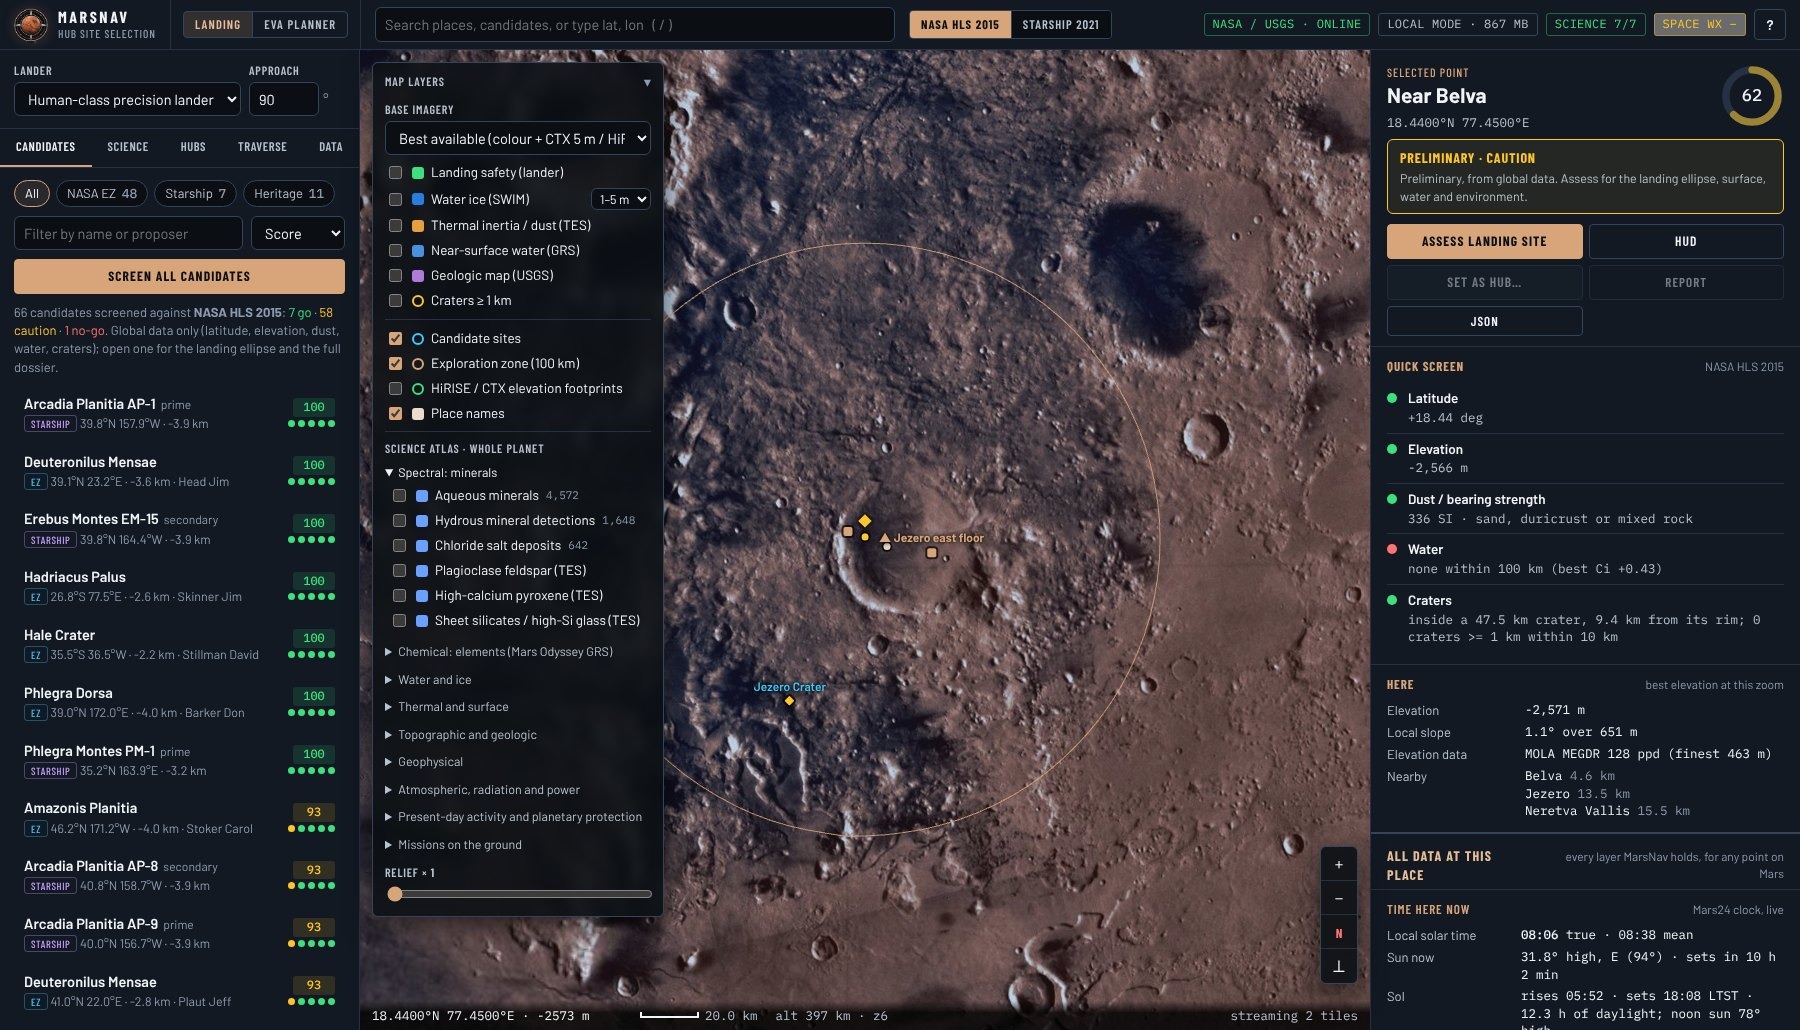 MARSNAV
HUB SITE SELECTION
LANDING
EVA PLANNER
Search places, candidates or type lat, lon ( / )
NASA HLS 2015
STARSHIP 2021
NASA / USGS · ONLINE
LOCAL MODE · 867 MB
SCIENCE 7/7
SPACE WX –
?
LANDER
APPROACH
Human-class precision lander
90
°
CANDIDATES
SCIENCE
HUBS
TRAVERSE
DATA
All
NASA EZ 48
Starship 7
Heritage 11
Filter by name or proposer
Score
SCREEN ALL CANDIDATES
66 candidates screened against NASA HLS 2015: 7 go · 58
caution · 1 no-go. Global data only (latitude, elevation, dust,
water, craters); open one for the landing ellipse and the full
dossier.
Arcadia Planitia AP-1 prime
100
STARSHIP 39.8°N 157.9°W · -3.9 km
Deuteronilus Mensae
100
EZ 39.1°N 23.2°E · -3.6 km · Head Jim
Erebus Montes EM-15 secondary
100
STARSHIP 39.8°N 164.4°W · -3.9 km
Hadriacus Palus
100
EZ 26.8°S 77.5°E · -2.6 km · Skinner Jim
Hale Crater
100
EZ 35.5°S 36.5°W · -2.2 km · Stillman David
Phlegra Dorsa
100
EZ 39.0°N 172.0°E · -4.0 km · Barker Don
Phlegra Montes PM-1 prime
100
STARSHIP 35.2°N 163.9°E · -3.2 km
Amazonis Planitia
93
EZ 46.2°N 171.2°W · -4.0 km · Stoker Carol
Arcadia Planitia AP-8 secondary
93
STARSHIP 40.8°N 158.7°W · -3.9 km
Arcadia Planitia AP-9 prime
93
STARSHIP 40.0°N 156.7°W · -3.9 km
Deuteronilus Mensae
93
EZ 41.0°N 22.0°E · -2.8 km · Plaut Jeff
MAP LAYERS
BASE IMAGERY
Best available (colour + CTX 5 m / HiF
Landing safety (lander)
Water ice (SWIM)
1–5 m
Thermal inertia / dust (TES)
Near-surface water (GRS)
Geologic map (USGS)
Craters ≥ 1 km
Candidate sites
Exploration zone (100 km)
HiRISE / CTX elevation footprints
Place names
SCIENCE ATLAS · WHOLE PLANET
Spectral: minerals
Aqueous minerals 4,572
Hydrous mineral detections 1,648
Chloride salt deposits 642
Plagioclase feldspar (TES)
High-calcium pyroxene (TES)
Sheet silicates / high-Si glass (TES)
Chemical: elements (Mars Odyssey GRS)
Water and ice
Thermal and surface
Topographic and geologic
Geophysical
Atmospheric, radiation and power
Present-day activity and planetary protection
Missions on the ground
RELIEF × 1
Jezero east floor
Jezero Crater
+
−
N
18.4400°N 77.4500°E · -2573 m
20.0 km
alt 397 km · z6
streaming 2 tiles
SELECTED POINT
Near Belva
18.4400°N 77.4500°E
62
PRELIMINARY · CAUTION
Preliminary, from global data. Assess for the landing ellipse, surface,
water and environment.
ASSESS LANDING SITE
HUD
SET AS HUB...
REPORT
JSON
QUICK SCREEN
NASA HLS 2015
Latitude
+18.44 deg
Elevation
-2,566 m
Dust / bearing strength
336 SI · sand, duricrust or mixed rock
Water
none within 100 km (best Ci +0.43)
Craters
inside a 47.5 km crater, 9.4 km from its rim; 0
craters >= 1 km within 10 km
HERE
best elevation at this zoom
Elevation
-2,571 m
Local slope
1.1° over 651 m
Elevation data
MOLA MEGDR 128 ppd (finest 463 m)
Nearby
Belva 4.6 km
Jezero 13.5 km
Neretva Vallis 15.5 km
ALL DATA AT THIS
PLACE
every layer MarsNav holds, for any point on
Mars
TIME HERE NOW
Mars24 clock, live
Local solar time
08:06 true · 08:38 mean
Sun now
31.8° high, E (94°) · sets in 10 h
2 min
Sol
rises 05:52 · sets 18:08 LTST ·
12.3 h of daylight; noon sun 78°
high